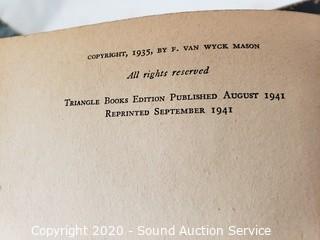 COPYRIGHT, 1935, BY F. VAN WYCK MASON
All rights reserved
TRIANGLE BOOKS EDITION PUBLISHED AUGUST 1941
REPRINTED SEPTEMBER 1941
Copyright 2020 - Sound Auction Service